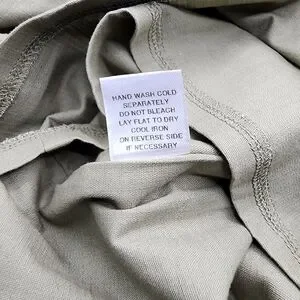 HAND WASH COLD
SEPARATELY
DO NOT BLEACH
LAY FLAT TO DRY
COOL IRON
ON REVERSE SIDE
IF NECESSARY